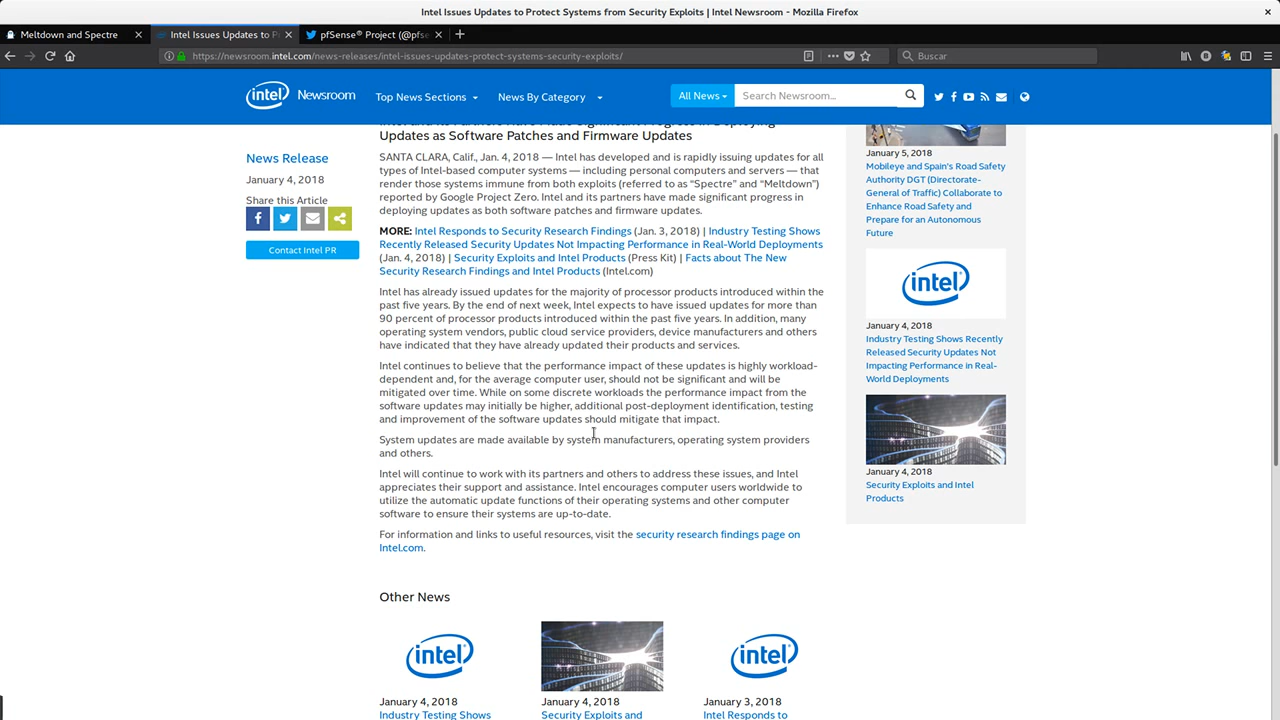 Intel Issues Updates to Protect Systems from Security Exploits | Intel Newsroom - Mozilla Firefox
Meltdown and Spectre
Intel Issues Updates to P
pfSense® Project (@pfse
https://newsroom.intel.com/news-releases/intel-issues-updates-protect-systems-security-exploits/
Buscar
intel Newsroom
Top News Sections
News By Category
All News
Search Newsroom...
News Release
January 4, 2018
Share this Article
Contact Intel PR
Intel and Its Partners Have Made Significant Progress in Deploying
Updates as Software Patches and Firmware Updates
SANTA CLARA, Calif., Jan. 4, 2018 — Intel has developed and is rapidly issuing updates for all
types of Intel-based computer systems — including personal computers and servers — that
render those systems immune from both exploits (referred to as “Spectre” and “Meltdown”)
reported by Google Project Zero. Intel and its partners have made significant progress in
deploying updates as both software patches and firmware updates.
MORE: Intel Responds to Security Research Findings (Jan. 3, 2018) | Industry Testing Shows
Recently Released Security Updates Not Impacting Performance in Real-World Deployments
(Jan. 4, 2018) | Security Exploits and Intel Products (Press Kit) | Facts about The New
Security Research Findings and Intel Products (Intel.com)
Intel has already issued updates for the majority of processor products introduced within the
past five years. By the end of next week, Intel expects to have issued updates for more than
90 percent of processor products introduced within the past five years. In addition, many
operating system vendors, public cloud service providers, device manufacturers and others
have indicated that they have already updated their products and services.
Intel continues to believe that the performance impact of these updates is highly workload-
dependent and, for the average computer user, should not be significant and will be
mitigated over time. While on some discrete workloads the performance impact from the
software updates may initially be higher, additional post-deployment identification, testing
and improvement of the software updates should mitigate that impact.
System updates are made available by system manufacturers, operating system providers
and others.
Intel will continue to work with its partners and others to address these issues, and Intel
appreciates their support and assistance. Intel encourages computer users worldwide to
utilize the automatic update functions of their operating systems and other computer
software to ensure their systems are up-to-date.
For information and links to useful resources, visit the security research findings page on
Intel.com.
January 5, 2018
Mobileye and Spain's Road Safety
Authority DGT (Directorate-
General of Traffic) Collaborate to
Enhance Road Safety and
Prepare for an Autonomous
Future
intel
January 4, 2018
Industry Testing Shows Recently
Released Security Updates Not
Impacting Performance in Real-
World Deployments
January 4, 2018
Security Exploits and Intel
Products
Other News
intel
January 4, 2018
Industry Testing Shows
January 4, 2018
Security Exploits and
intel
January 3, 2018
Intel Responds to